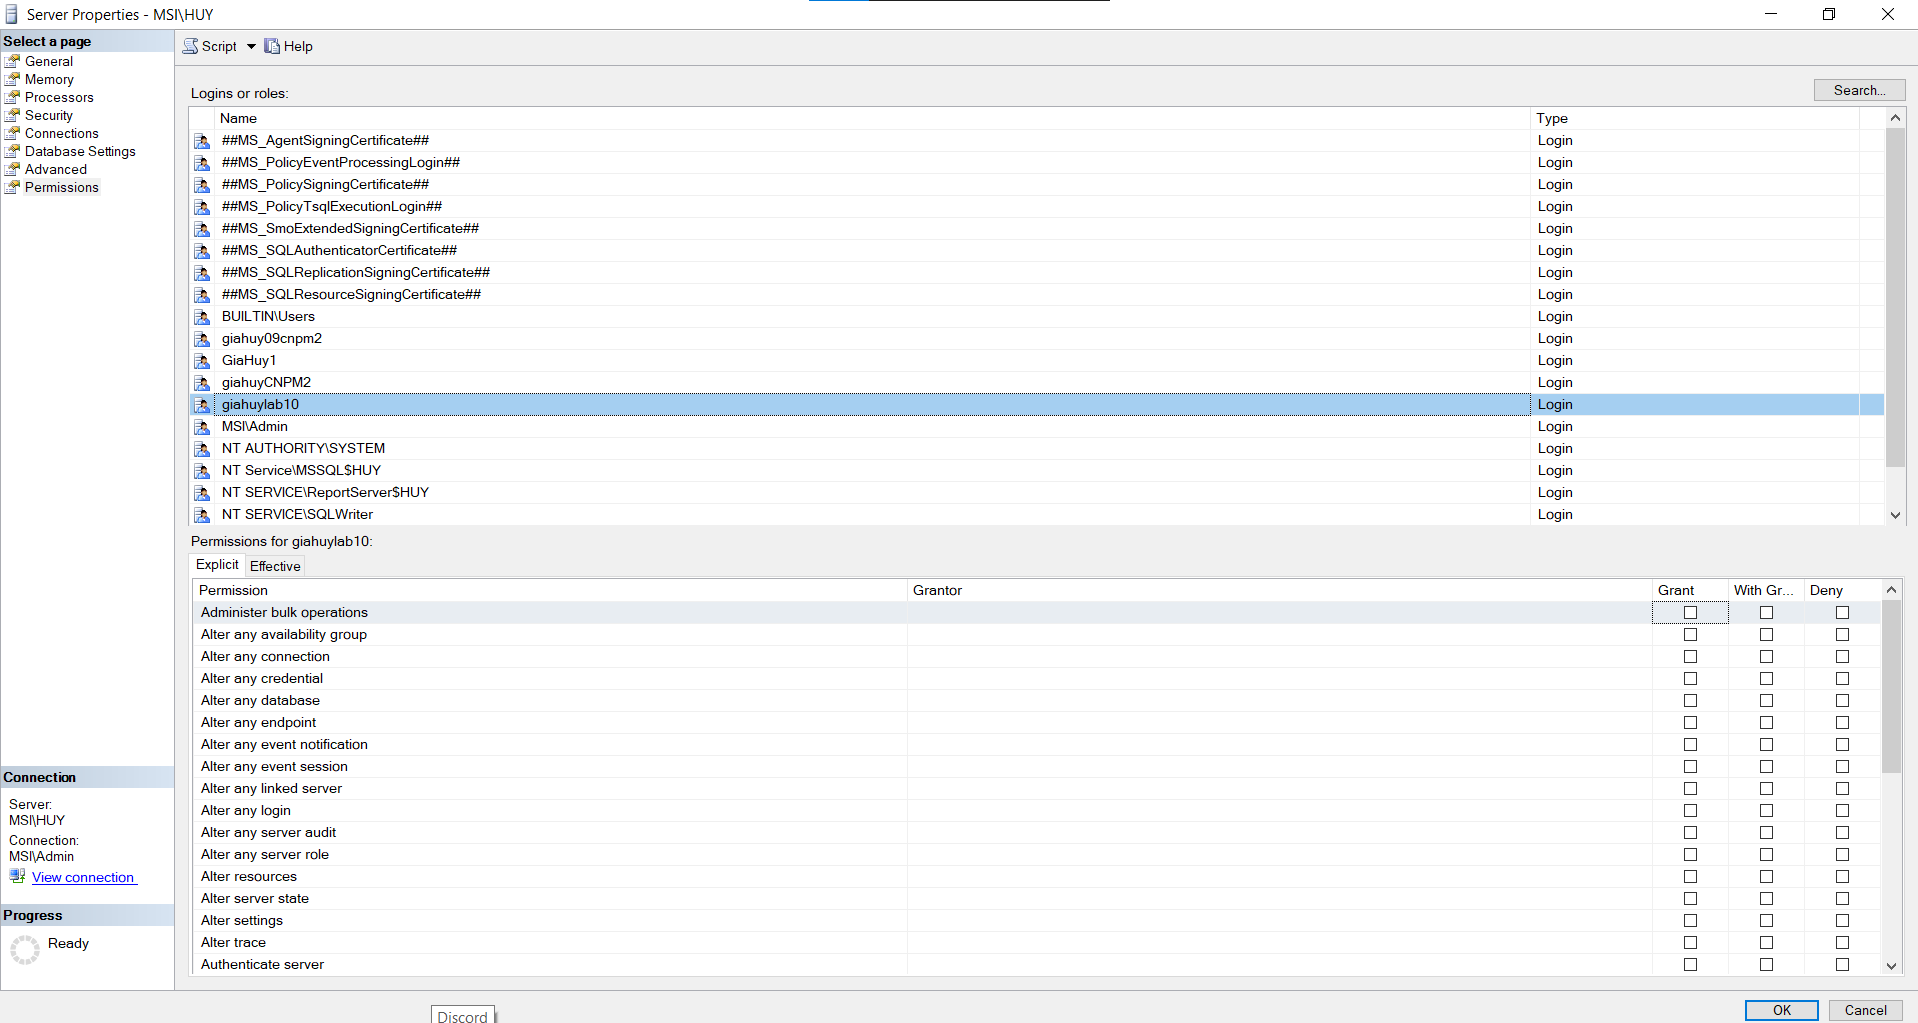 Server Properties - MSI\HUY
Select a page
General
Memory
Processors
Security
Connections
Database Settings
Advanced
Permissions
Script
Help
Logins or roles:
Search...
Name Type
##MS_AgentSigningCertificate## Login
##MS_PolicyEventProcessingLogin## Login
##MS_PolicySigningCertificate## Login
##MS_PolicyTsqlExecutionLogin## Login
##MS_SmoExtendedSigningCertificate## Login
##MS_SQLAuthenticatorCertificate## Login
##MS_SQLReplicationSigningCertificate## Login
##MS_SQLResourceSigningCertificate## Login
BUILTIN\Users Login
giahuy09cnpm2 Login
GiaHuy1 Login
giahuyCNPM2 Login
giahuylab10 Login
MSI\Admin Login
NT AUTHORITY\SYSTEM Login
NT Service\MSSQL$HUY Login
NT SERVICE\ReportServer$HUY Login
NT SERVICE\SQLWriter Login
Permissions for giahuylab10:
Explicit Effective
Permission Grantor Grant With Gr... Deny
Administer bulk operations
Alter any availability group
Alter any connection
Alter any credential
Alter any database
Alter any endpoint
Alter any event notification
Alter any event session
Alter any linked server
Alter any login
Alter any server audit
Alter any server role
Alter resources
Alter server state
Alter settings
Alter trace
Authenticate server
Connection
Server:
MSI\HUY
Connection:
MSI\Admin
View connection
Progress
Ready
OK
Cancel
Discord